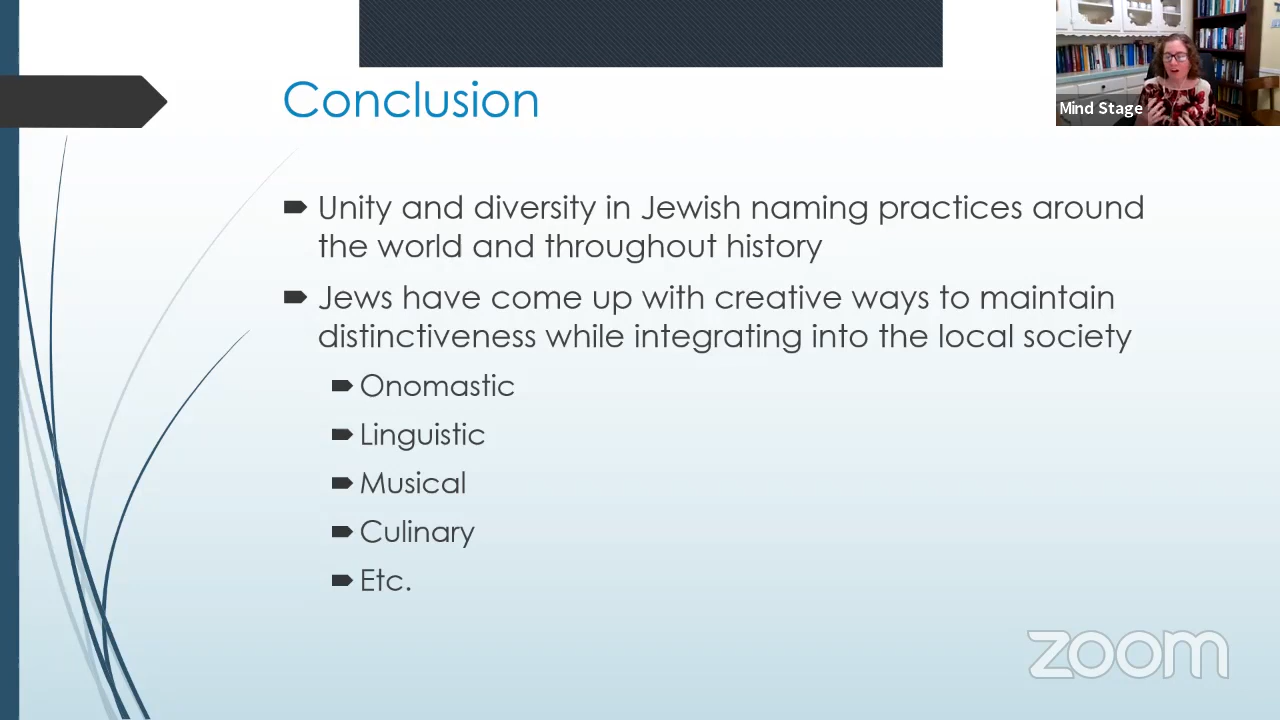 Conclusion
Mind Stage
Unity and diversity in Jewish naming practices around
the world and throughout history
Jews have come up with creative ways to maintain
distinctiveness while integrating into the local society
Onomastic
Linguistic
Musical
Culinary
Etc.
zoom